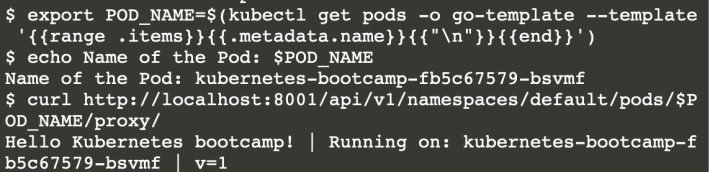 $ export POD_NAME=$(kubectl get pods -o go-template --template
 '{{range .items}}{{.metadata.name}}{{"\n"}}{{end}}')
$ echo Name of the Pod: $POD_NAME
Name of the Pod: kubernetes-bootcamp-fb5c67579-bsvmf
$ curl http://localhost:8001/api/v1/namespaces/default/pods/$P
OD_NAME/proxy/
Hello Kubernetes bootcamp! | Running on: kubernetes-bootcamp-f
b5c67579-bsvmf | v=1